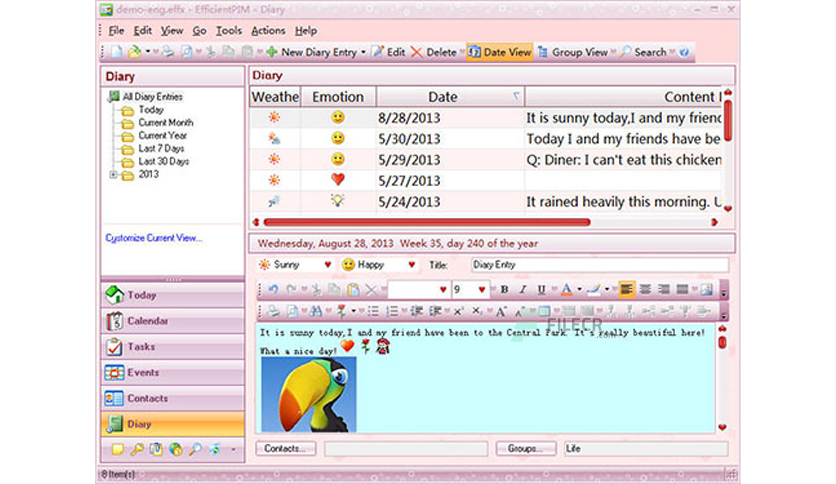 demo-eng.effx - EfficientPIM - Diary
File Edit View Go Tools Actions Help
New Diary Entry Edit Delete Date View Group View Search
Diary
All Diary Entries
Today
Current Month
Current Year
Last 7 Days
Last 30 Days
2013
Customize Current View...
Today
Calendar
Tasks
Events
Contacts
Diary
Diary
Weathe Emotion Date Content
8/28/2013 It is sunny today,I and my frienc
5/30/2013 Today I and my friends have be
5/29/2013 Q: Diner: I can't eat this chicken
5/27/2013
5/24/2013 It rained heavily this morning. U
Wednesday, August 28, 2013 Week 35, day 240 of the year
Sunny Happy Title: Diary Entry
9 B I U A
x² x₂ A A
It is sunny today,I and my friend have been to the Central Park. It's really beautiful here!
What a nice day!
FILECR
.com
Contacts... Groups... Life
8 Item(s)